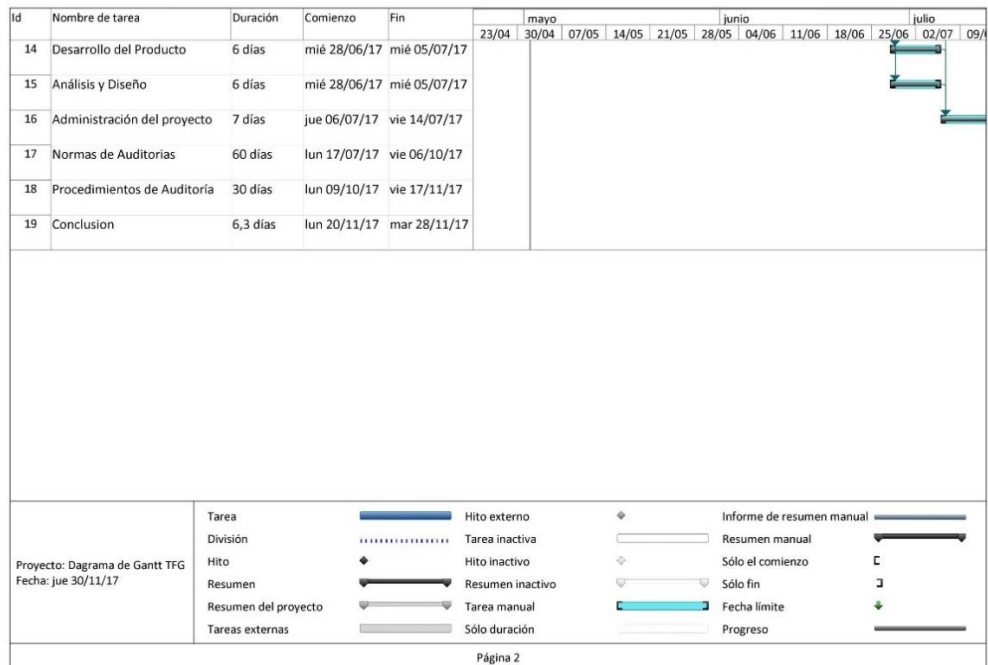 Id Nombre de tarea Duración Comienzo Fin mayo junio julio
23/04 30/04 07/05 14/05 21/05 28/05 04/06 11/06 18/06 25/06 02/07 09/
14 Desarrollo del Producto 6 días mié 28/06/17 mié 05/07/17
15 Análisis y Diseño 6 días mié 28/06/17 mié 05/07/17
16 Administración del proyecto 7 días jue 06/07/17 vie 14/07/17
17 Normas de Auditorias 60 días lun 17/07/17 vie 06/10/17
18 Procedimientos de Auditoría 30 días lun 09/10/17 vie 17/11/17
19 Conclusion 6,3 días lun 20/11/17 mar 28/11/17
Proyecto: Dagrama de Gantt TFG
Fecha: jue 30/11/17
Tarea
División
Hito
Resumen
Resumen del proyecto
Tareas externas
Hito externo
Tarea inactiva
Hito inactivo
Resumen inactivo
Tarea manual
Sólo duración
Informe de resumen manual
Resumen manual
Sólo el comienzo
Sólo fin
Fecha límite
Progreso
Página 2